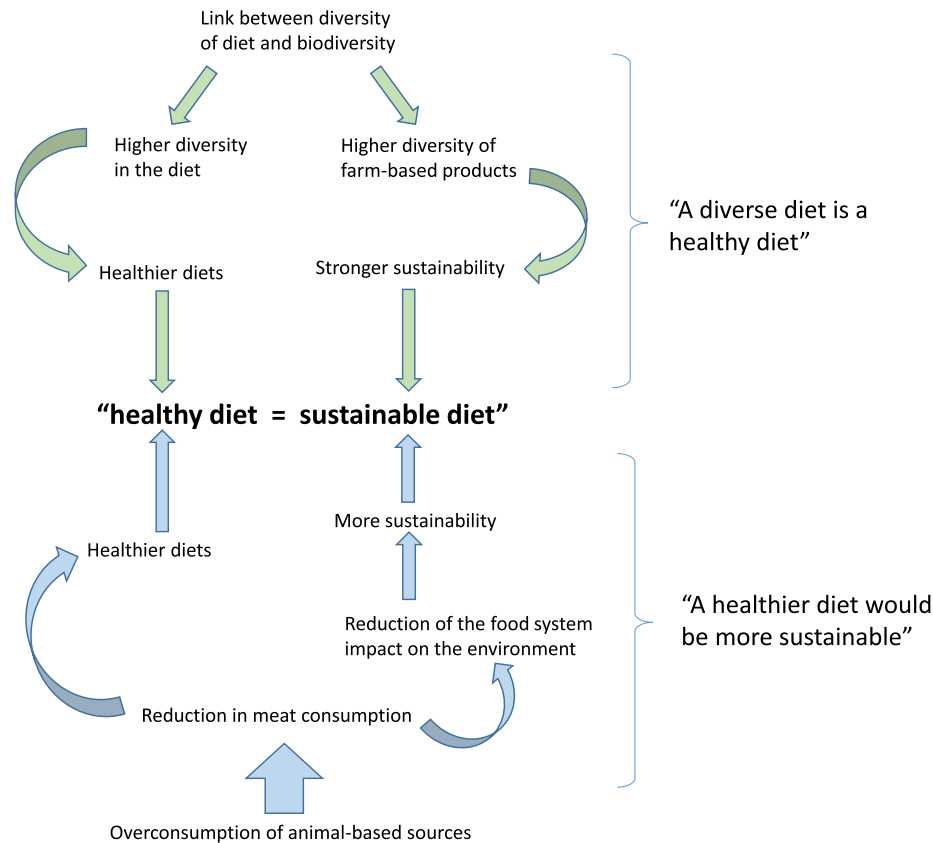 Link between diversity
of diet and biodiversity
Higher diversity
in the diet
Higher diversity of
farm-based products
“A diverse diet is a
healthy diet”
Healthier diets
Stronger sustainability
“healthy diet = sustainable diet”
More sustainability
Healthier diets
“A healthier diet would
be more sustainable”
Reduction of the food system
impact on the environment
Reduction in meat consumption
Overconsumption of animal-based sources